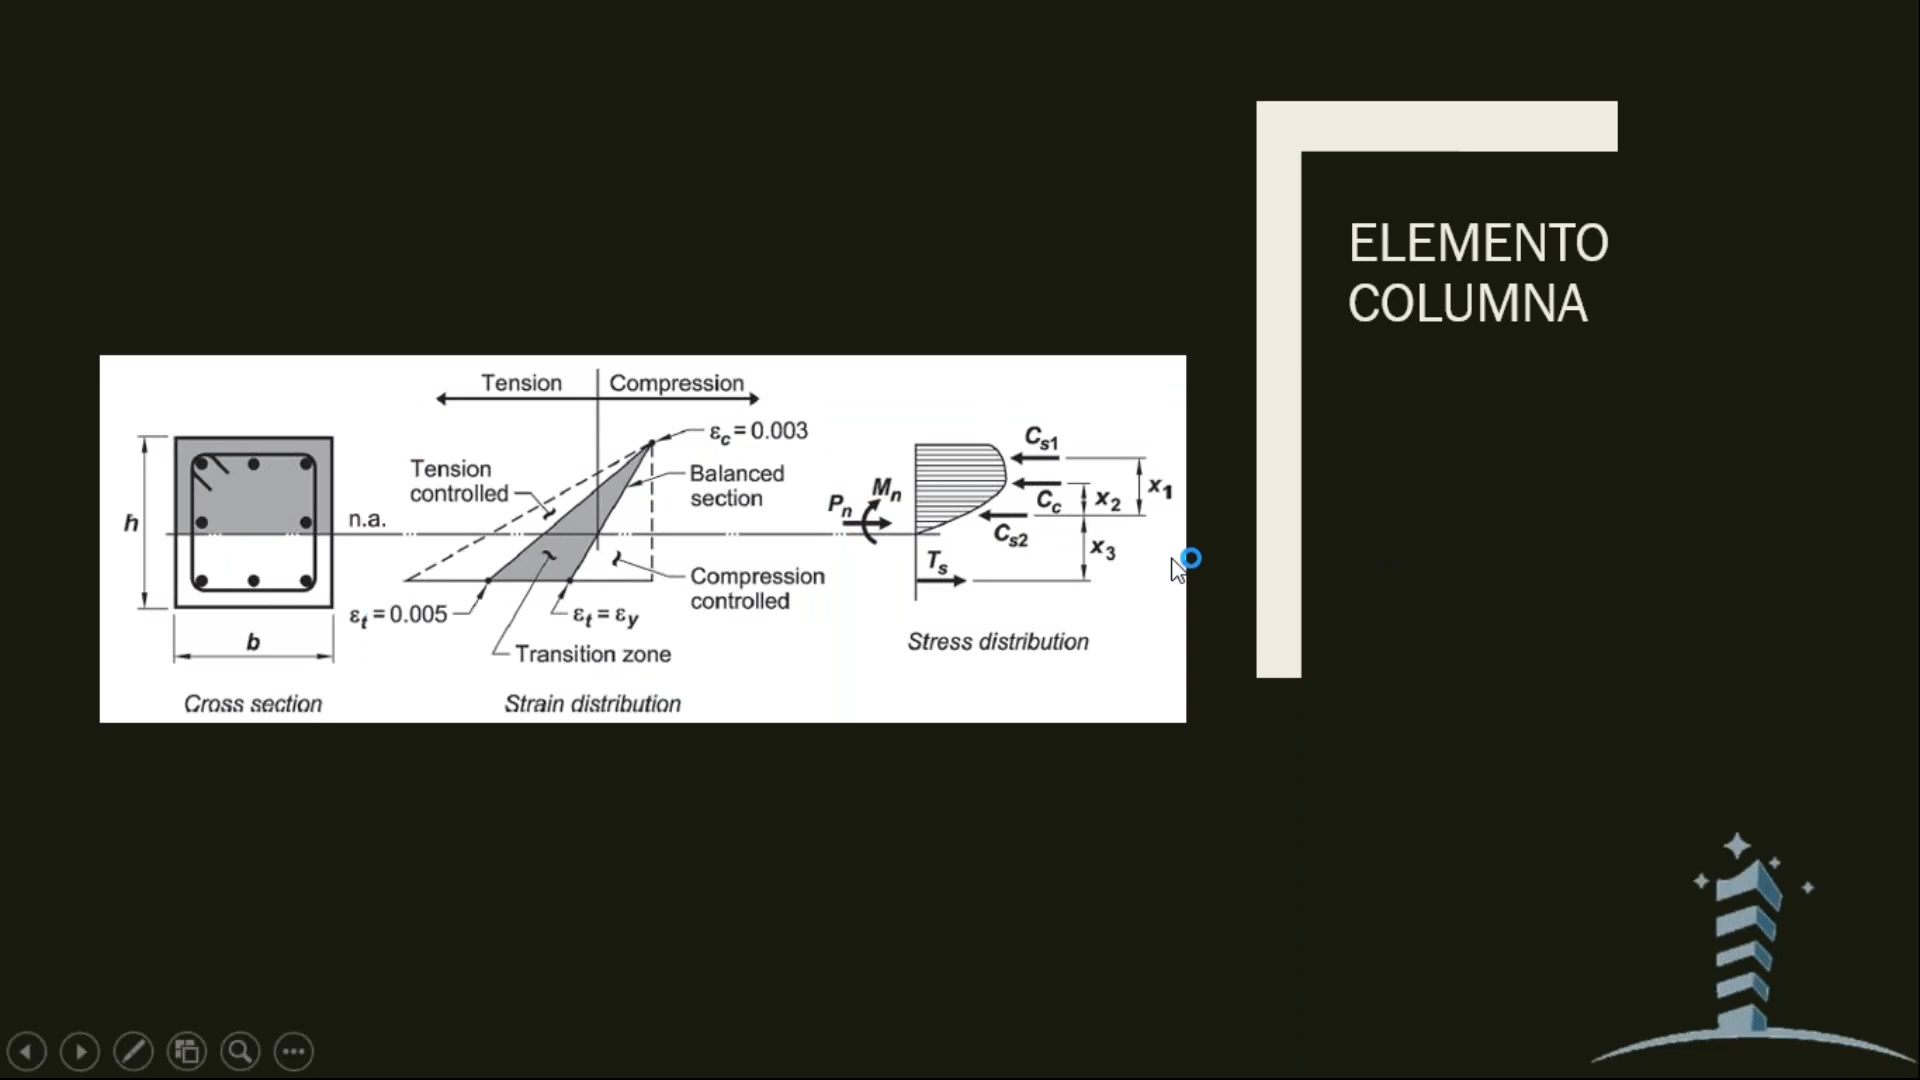 ELEMENTO
COLUMNA
Tension
Compression
εc = 0.003
Tension
controlled
Balanced
section
h
n.a.
Compression
controlled
εt = 0.005
εt = εy
b
Transition zone
Cross section
Strain distribution
Cs1
Mn
Pn
Cc
x2
x1
Cs2
x3
Ts
Stress distribution